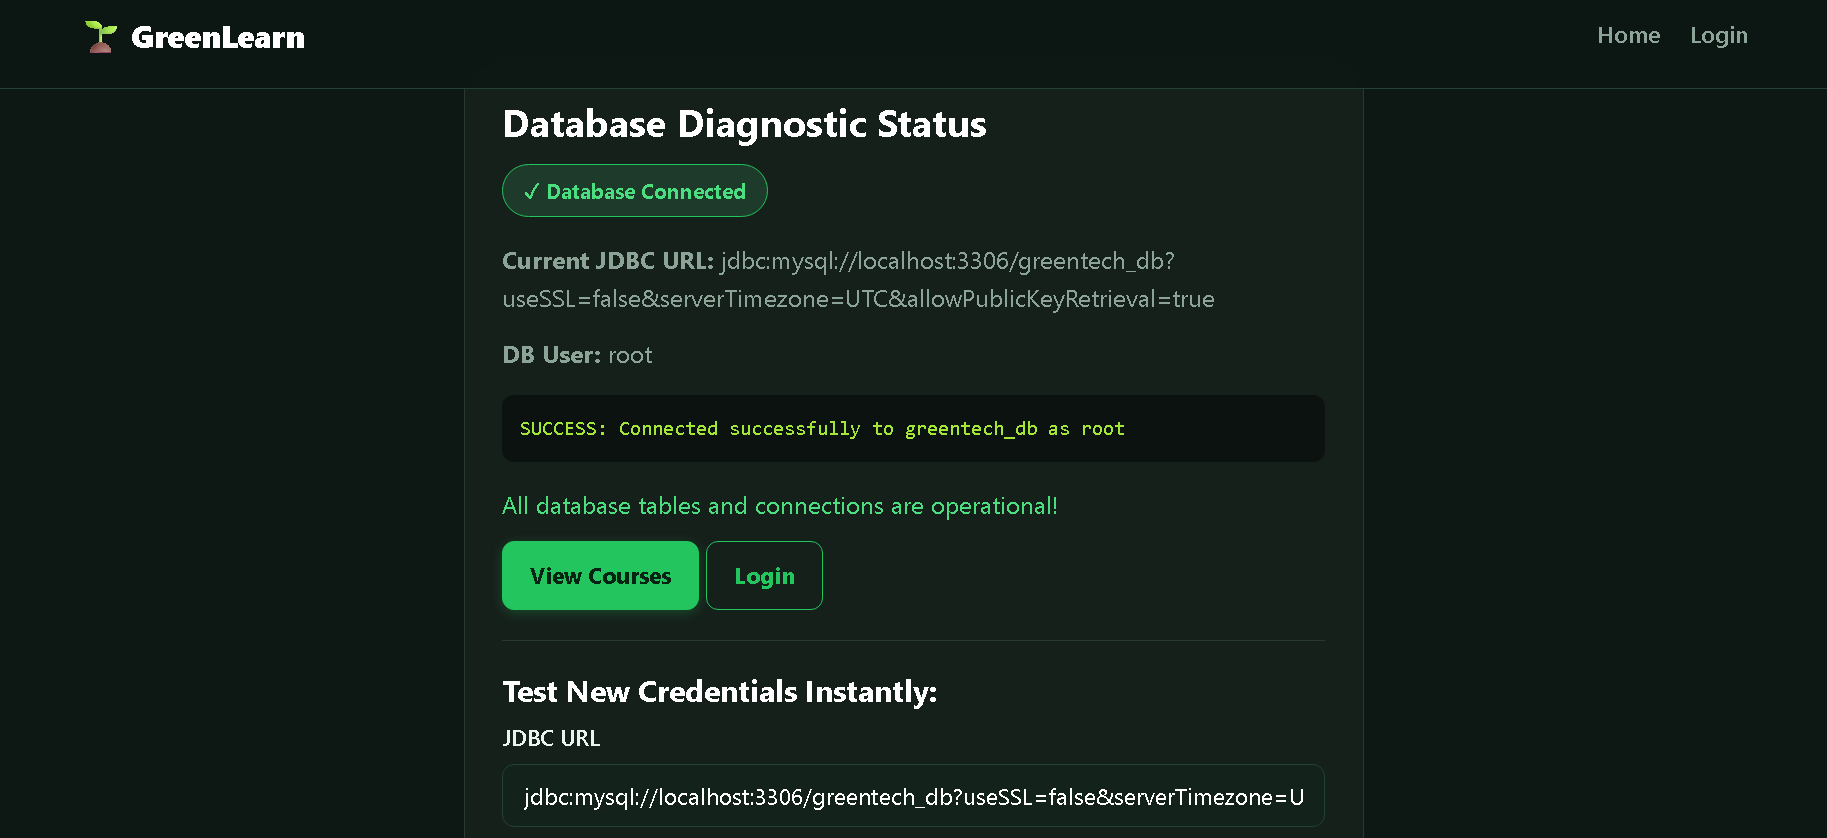 GreenLearn
Home
Login
Database Diagnostic Status
✓ Database Connected
Current JDBC URL: jdbc:mysql://localhost:3306/greentech_db?
useSSL=false&serverTimezone=UTC&allowPublicKeyRetrieval=true
DB User: root
SUCCESS: Connected successfully to greentech_db as root
All database tables and connections are operational!
View Courses
Login
Test New Credentials Instantly:
JDBC URL
jdbc:mysql://localhost:3306/greentech_db?useSSL=false&serverTimezone=U